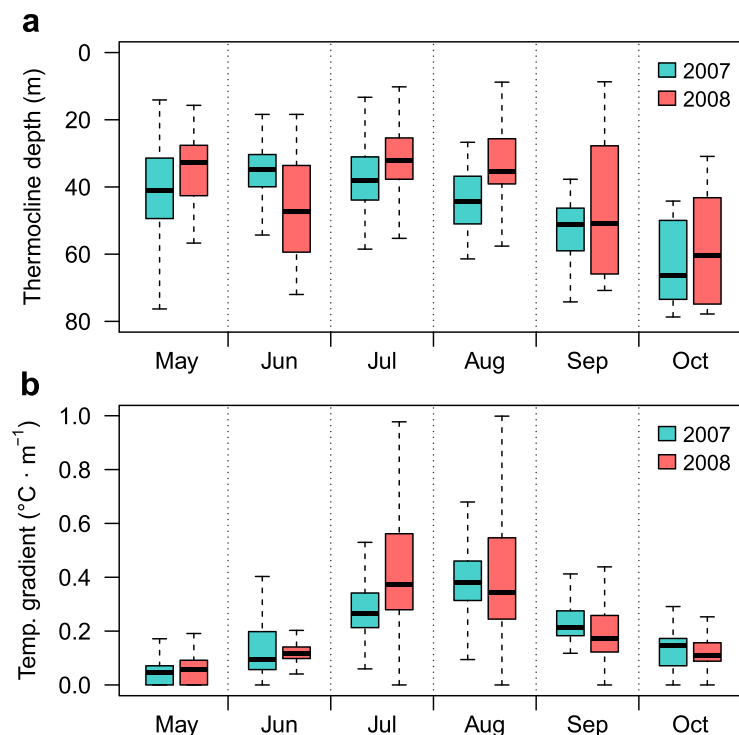 a
Thermocline depth (m)
0
20
40
60
80
2007
2008
May Jun Jul Aug Sep Oct
b
Temp. gradient (°C · m⁻¹)
1.0
0.8
0.6
0.4
0.2
0.0
2007
2008
May Jun Jul Aug Sep Oct